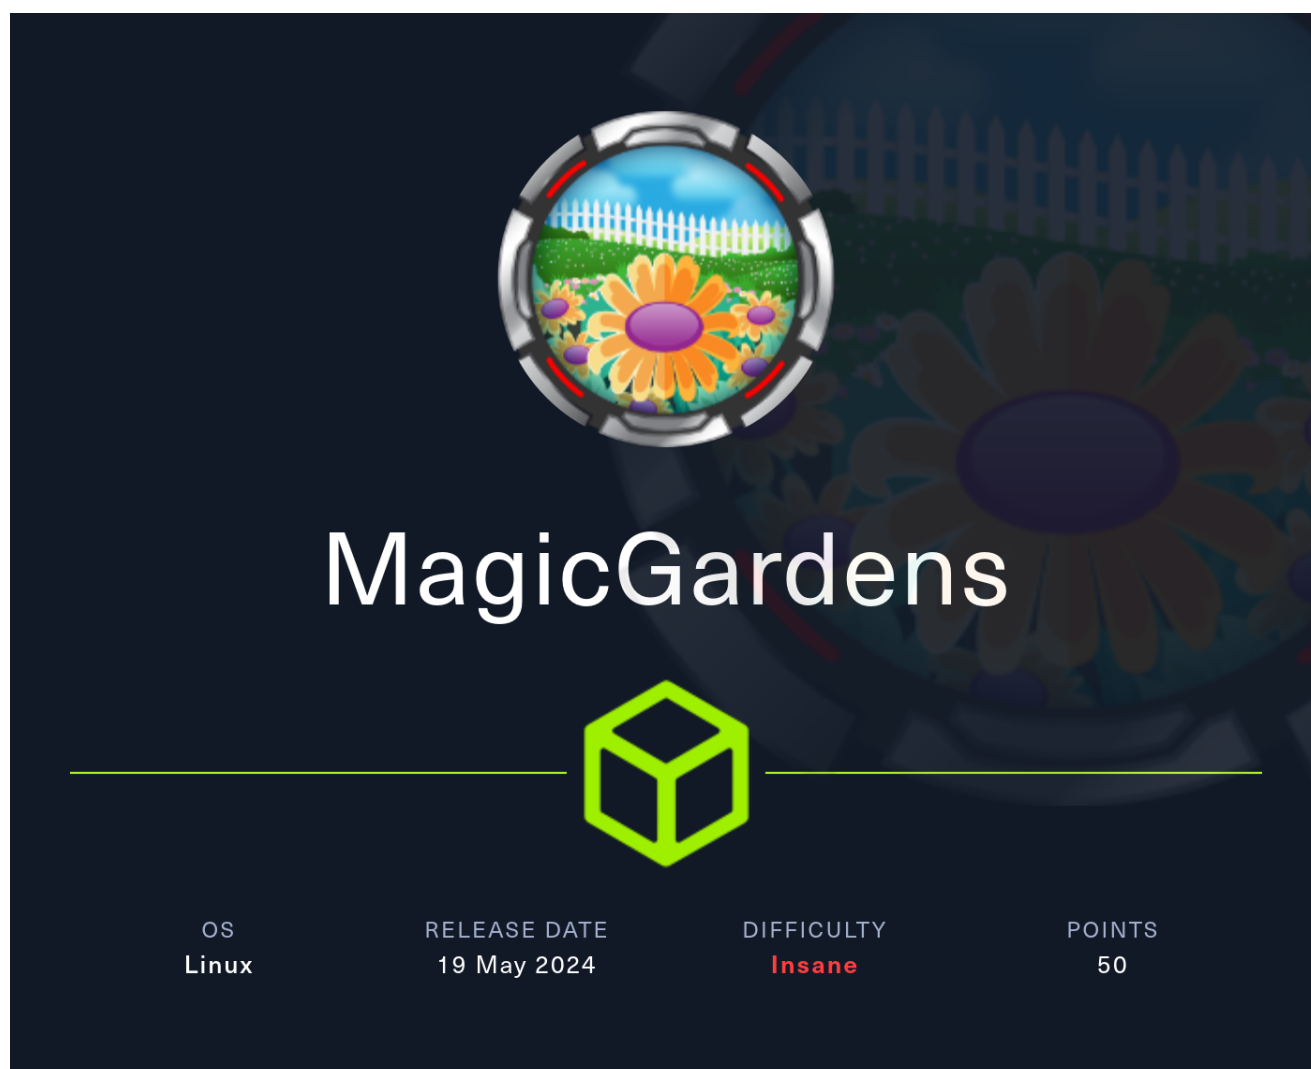 MagicGardens
OS RELEASE DATE DIFFICULTY POINTS
Linux 19 May 2024 Insane 50